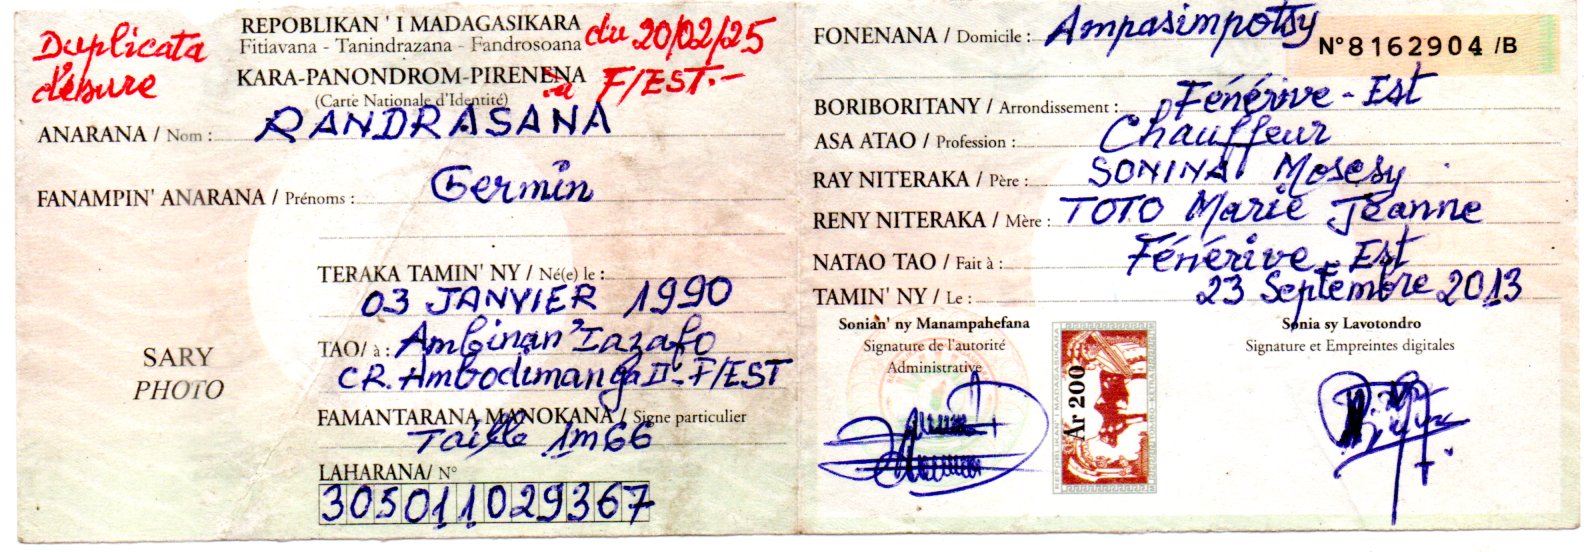 Duplicata
d'usure
REPOBLIKAN ' I MADAGASIKARA
Fitiavana - Tanindrazana - Fandrosoana
du 20/02/25
KARA-PANONDROM-PIRENENA
(Carte Nationale d'Identité)
F/EST.-
ANARANA / Nom : RANDRASANA
FANAMPIN' ANARANA / Prénoms : Germin
TERAKA TAMIN' NY / Né(e) le :
03 JANVIER 1990
TAO/ à : Ambinan'Iazafo
CR. Ambodimanga II - F/EST
FAMANTARANA MANOKANA / Signe particulier
Taille 1m66
LAHARANA/ N°
305011029367
SARY
PHOTO
FONENANA / Domicile : Ampasimpotsy
N°8162904 /B
BORIBORITANY / Arrondissement : Fénérive-Est
ASA ATAO / Profession : Chauffeur
RAY NITERAKA / Père : SONINA Mosesy
RENY NITERAKA / Mère : TOTO Marie Jeanne
NATAO TAO / Fait à : Fénérive-Est
TAMIN' NY / Le : 23 Septembre 2013
Sonian' ny Manampahefana
Signature de l'autorité
Administrative
Sonia sy Lavotondro
Signature et Empreintes digitales
Ar 200
REPOBLIKAN'I MADAGASIKARA